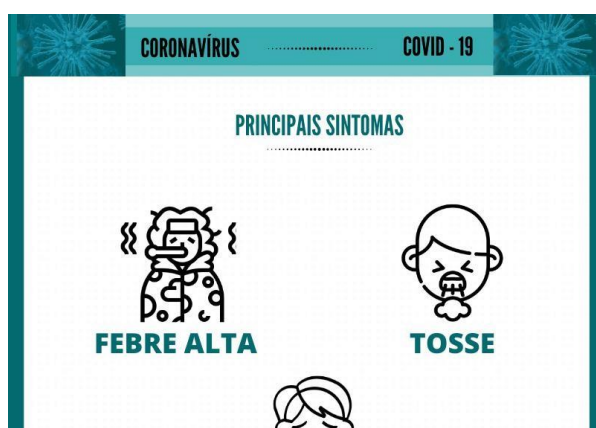 CORONAVÍRUS COVID - 19
PRINCIPAIS SINTOMAS
FEBRE ALTA TOSSE